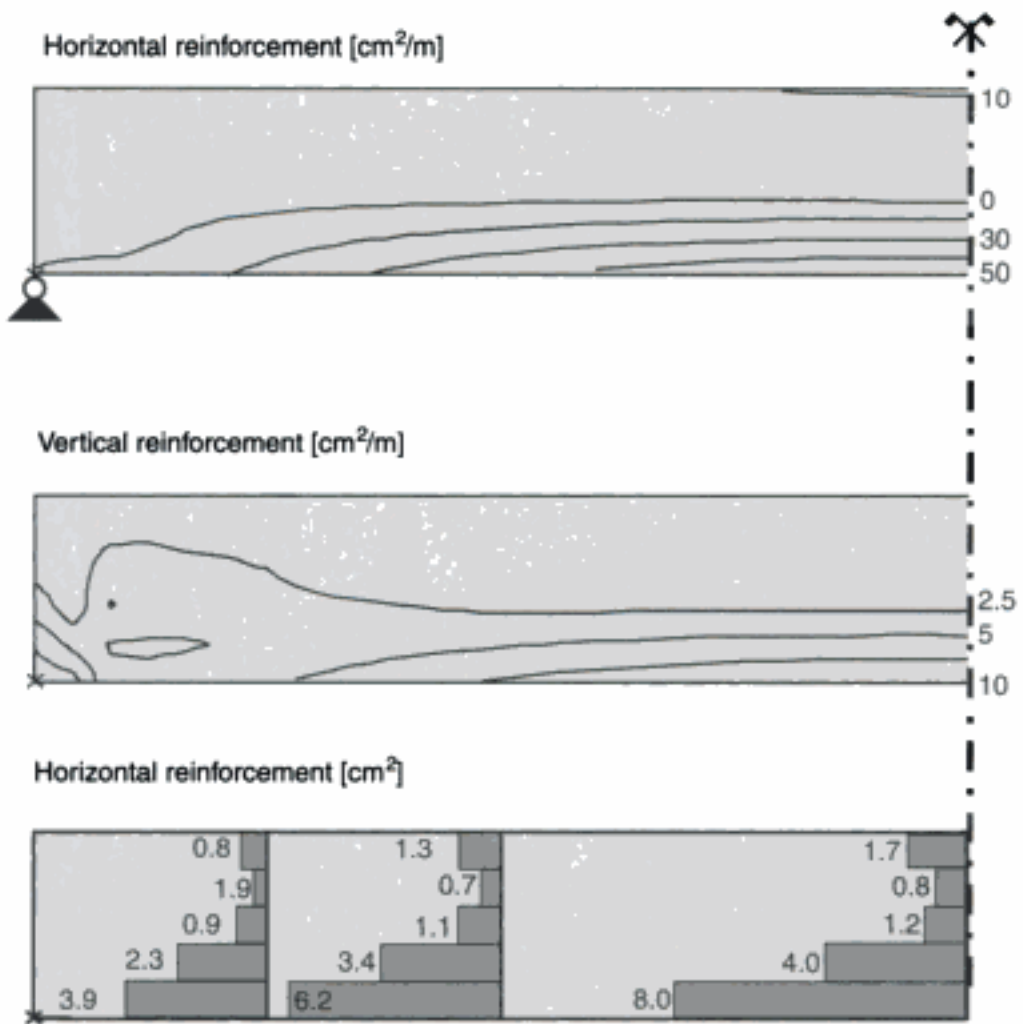 Horizontal reinforcement [cm²/m]
10
0
30
50
Vertical reinforcement [cm²/m]
2.5
5
10
Horizontal reinforcement [cm²]
0.8 1.3 1.7
1.9 0.7 0.8
0.9 1.1 1.2
2.3 3.4 4.0
3.9 6.2 8.0